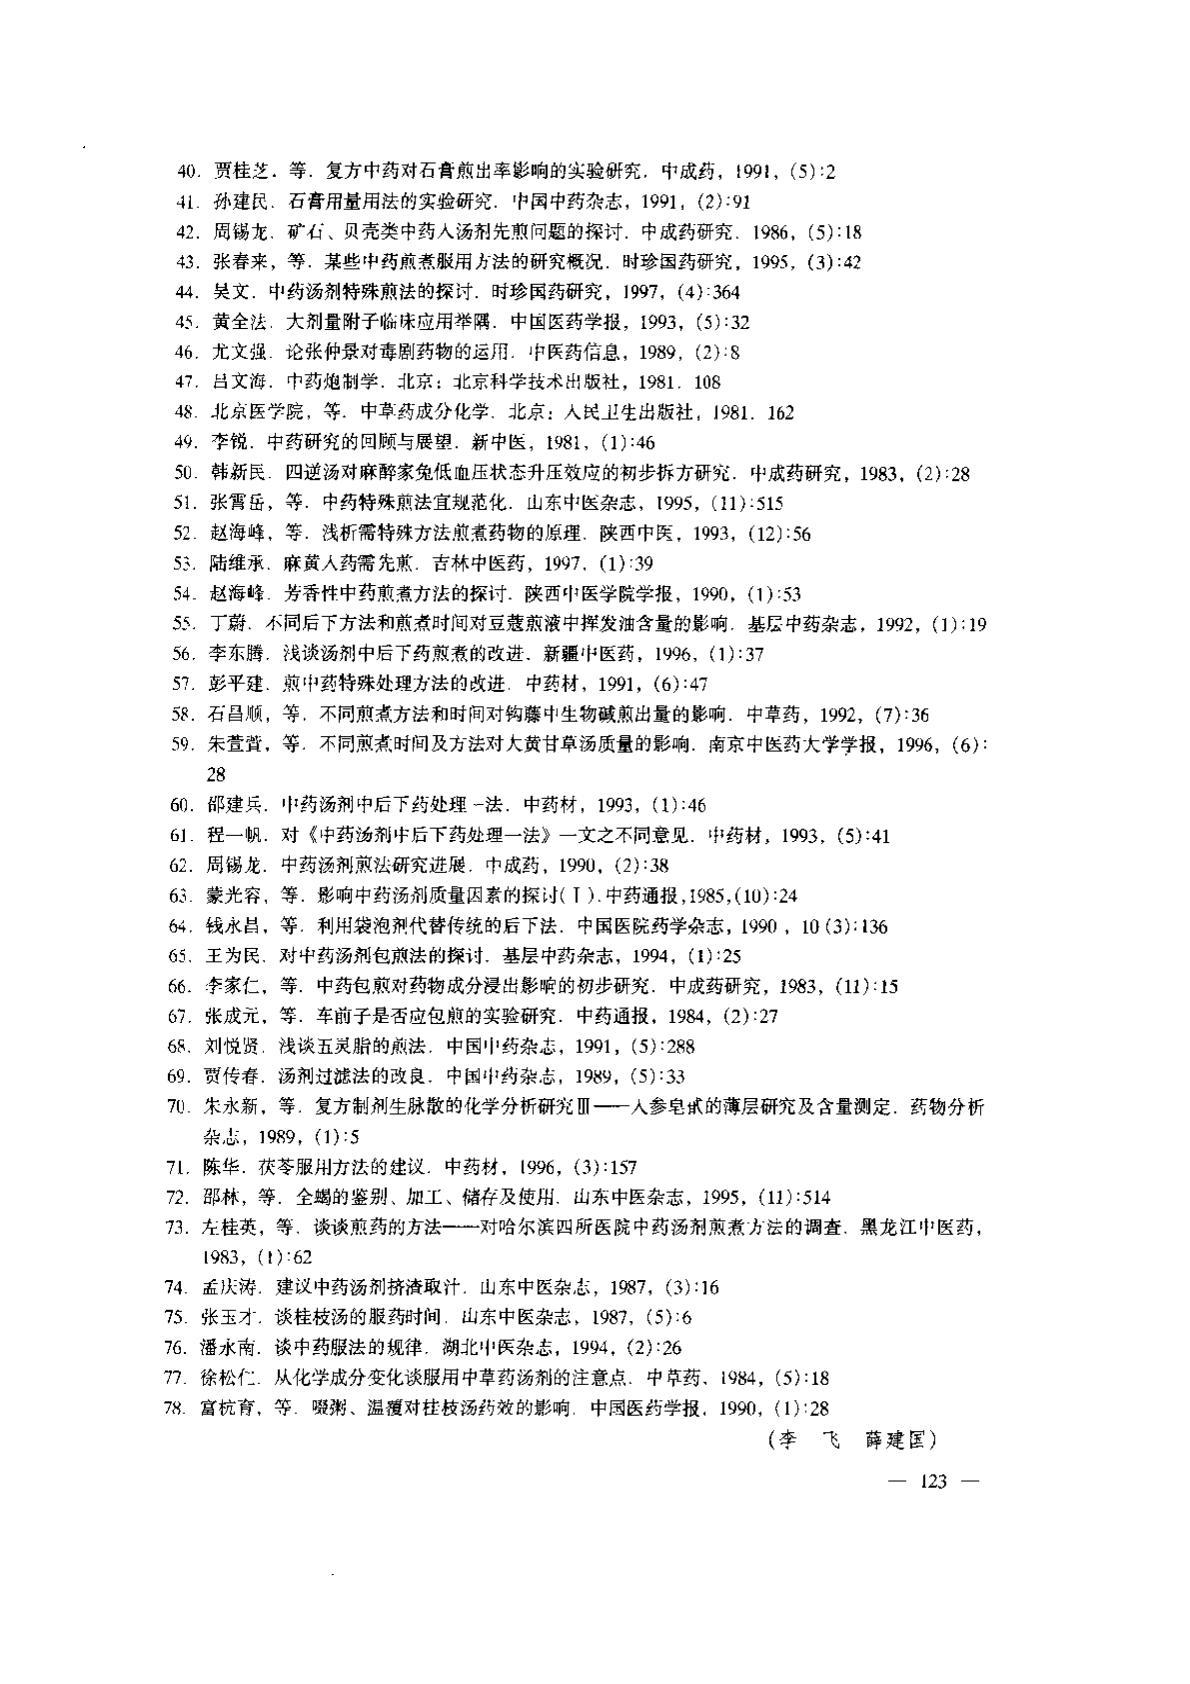 40. 贾桂芝. 等. 复方中药对石膏煎出率影响的实验研究. 中成药, 1991, (5):2
41. 孙建民. 石膏用量用法的实验研究. 中国中药杂志, 1991, (2):91
42. 周锡龙. 矿石、贝壳类中药入汤剂先煎问题的探讨. 中成药研究. 1986, (5):18
43. 张春来, 等. 某些中药煎煮服用方法的研究概况. 时珍国药研究, 1995, (3):42
44. 吴文. 中药汤剂特殊煎法的探讨. 时珍国药研究, 1997, (4):364
45. 黄全法. 大剂量附子临床应用举隅. 中国医药学报, 1993, (5):32
46. 尤文强. 论张仲景对毒剧药物的运用. 中医药信息, 1989, (2):8
47. 吕文海. 中药炮制学. 北京: 北京科学技术出版社, 1981. 108
48. 北京医学院, 等. 中草药成分化学. 北京: 人民卫生出版社, 1981. 162
49. 李锐. 中药研究的回顾与展望. 新中医, 1981, (1):46
50. 韩新民. 四逆汤对麻醉家兔低血压状态升压效应的初步拆方研究. 中成药研究, 1983, (2):28
51. 张霄岳, 等. 中药特殊煎法宜规范化. 山东中医杂志, 1995, (11):515
52. 赵海峰, 等. 浅析需特殊方法煎煮药物的原理. 陕西中医, 1993, (12):56
53. 陆维承. 麻黄入药需先煎. 吉林中医药, 1997, (1):39
54. 赵海峰. 芳香性中药煎煮方法的探讨. 陕西中医学院学报, 1990, (1):53
55. 丁蔚. 不同后下方法和煎煮时间对豆蔻煎液中挥发油含量的影响. 基层中药杂志, 1992, (1):19
56. 李东腾. 浅谈汤剂中后下药煎煮的改进. 新疆中医药, 1996, (1):37
57. 彭平建. 煎中药特殊处理方法的改进. 中药材, 1991, (6):47
58. 石昌顺, 等. 不同煎煮方法和时间对钩藤中生物碱煎出量的影响. 中草药, 1992, (7):36
59. 朱萱萱, 等. 不同煎煮时间及方法对大黄甘草汤质量的影响. 南京中医药大学学报, 1996, (6):
28
60. 邵建兵. 中药汤剂中后下药处理一法. 中药材, 1993, (1):46
61. 程一帆. 对《中药汤剂中后下药处理一法》一文之不同意见. 中药材, 1993, (5):41
62. 周锡龙. 中药汤剂煎法研究进展. 中成药, 1990, (2):38
63. 蒙光容, 等. 影响中药汤剂质量因素的探讨(Ⅰ). 中药通报, 1985, (10):24
64. 钱永昌, 等. 利用袋泡剂代替传统的后下法. 中国医院药学杂志, 1990 , 10 (3):136
65. 王为民. 对中药汤剂包煎法的探讨. 基层中药杂志, 1994, (1):25
66. 李家仁, 等. 中药包煎对药物成分浸出影响的初步研究. 中成药研究, 1983, (11):15
67. 张成元, 等. 车前子是否应包煎的实验研究. 中药通报, 1984, (2):27
68. 刘悦贤. 浅谈五灵脂的煎法. 中国中药杂志, 1991, (5):288
69. 贾传春. 汤剂过滤法的改良. 中国中药杂志, 1989, (5):33
70. 朱永新, 等. 复方制剂生脉散的化学分析研究Ⅲ——人参皂甙的薄层研究及含量测定. 药物分析
杂志, 1989, (1):5
71. 陈华. 茯苓服用方法的建议. 中药材, 1996, (3):157
72. 邵林, 等. 全蝎的鉴别、加工、储存及使用. 山东中医杂志, 1995, (11):514
73. 左桂英, 等. 谈谈煎药的方法——对哈尔滨四所医院中药汤剂煎煮方法的调查. 黑龙江中医药,
1983, (1):62
74. 孟庆涛. 建议中药汤剂挤渣取汁. 山东中医杂志, 1987, (3):16
75. 张玉才. 谈桂枝汤的服药时间. 山东中医杂志, 1987, (5):6
76. 潘永南. 谈中药服法的规律. 湖北中医杂志, 1994, (2):26
77. 徐松仁. 从化学成分变化谈服用中草药汤剂的注意点. 中草药, 1984, (5):18
78. 富杭育, 等. 啜粥、温覆对桂枝汤药效的影响. 中国医药学报, 1990, (1):28
(李 飞 薛建国)
— 123 —